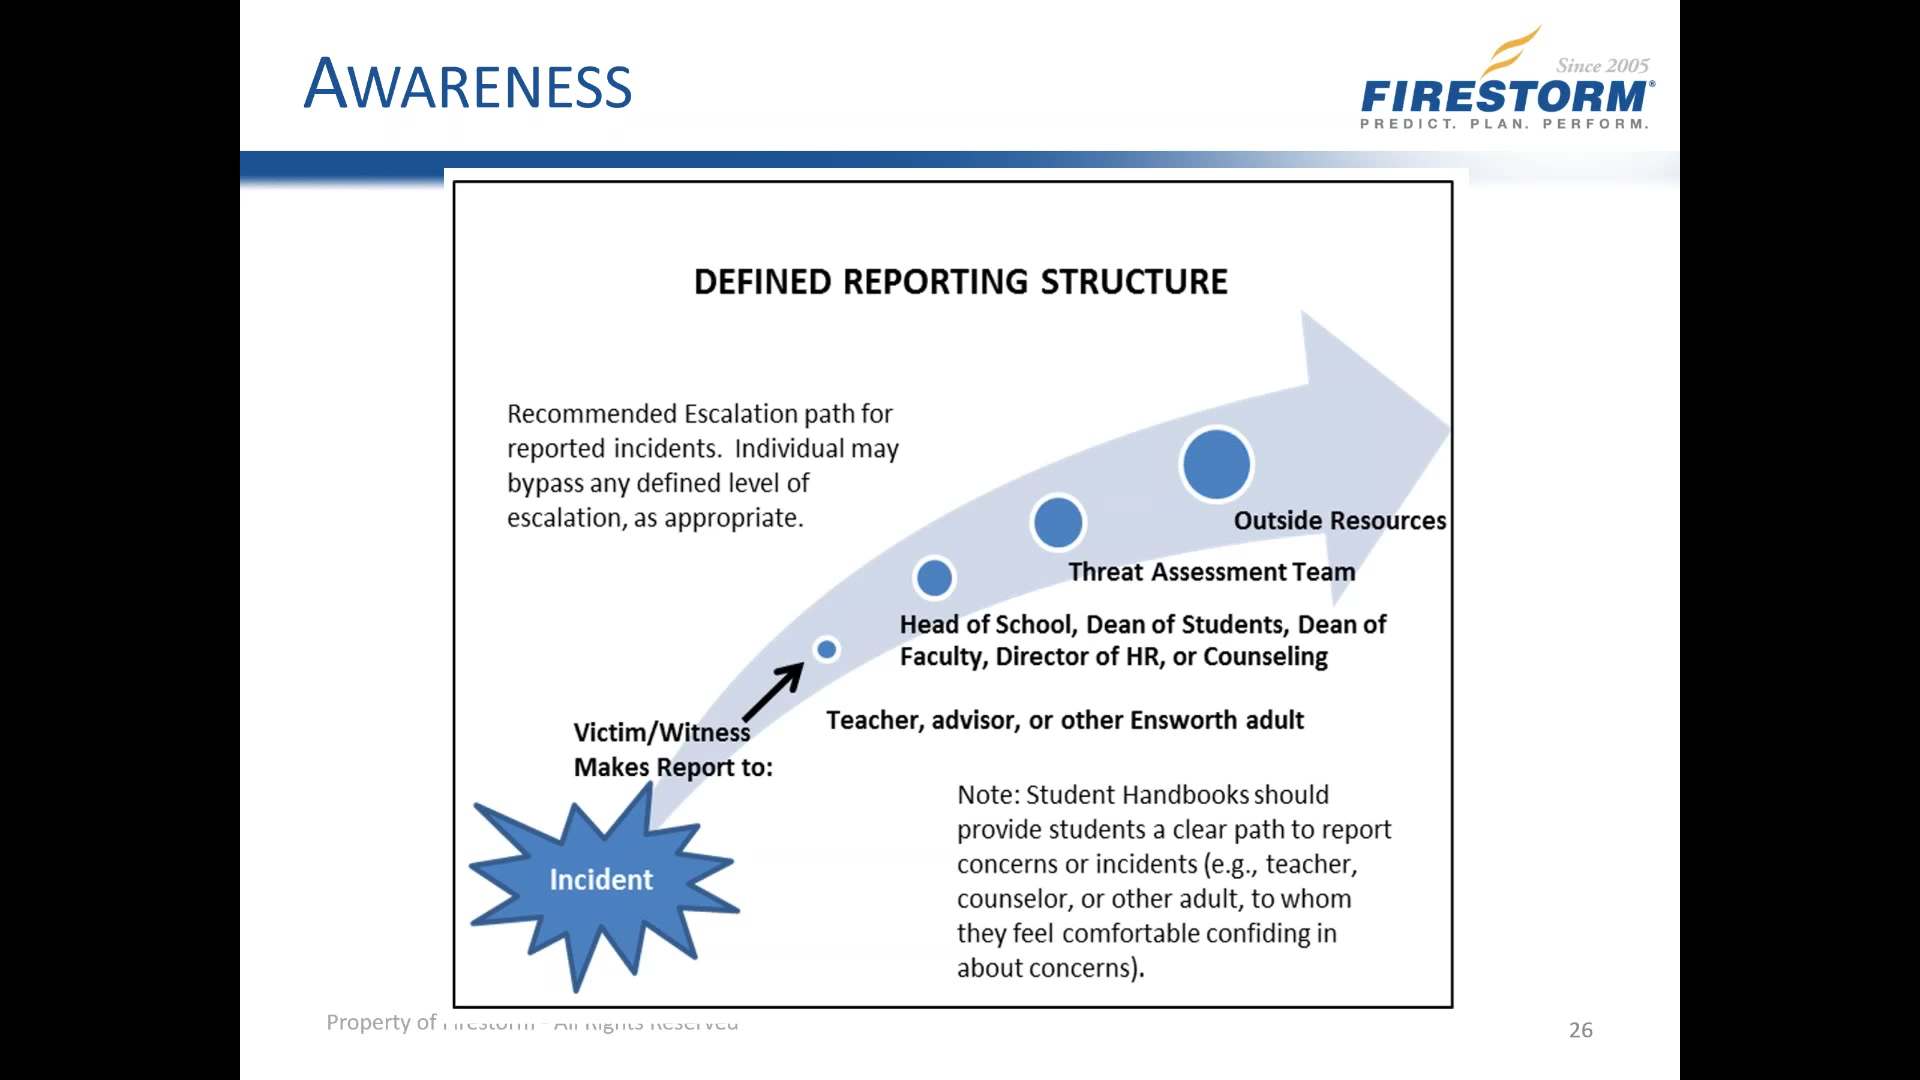 AWARENESS
Since 2005
FIRESTORM®
PREDICT. PLAN. PERFORM.
DEFINED REPORTING STRUCTURE
Recommended Escalation path for
reported incidents. Individual may
bypass any defined level of
escalation, as appropriate.
Outside Resources
Threat Assessment Team
Head of School, Dean of Students, Dean of
Faculty, Director of HR, or Counseling
Teacher, advisor, or other Ensworth adult
Victim/Witness
Makes Report to:
Incident
Note: Student Handbooks should
provide students a clear path to report
concerns or incidents (e.g., teacher,
counselor, or other adult, to whom
they feel comfortable confiding in
about concerns).
Property of Firestorm - All Rights Reserved
26